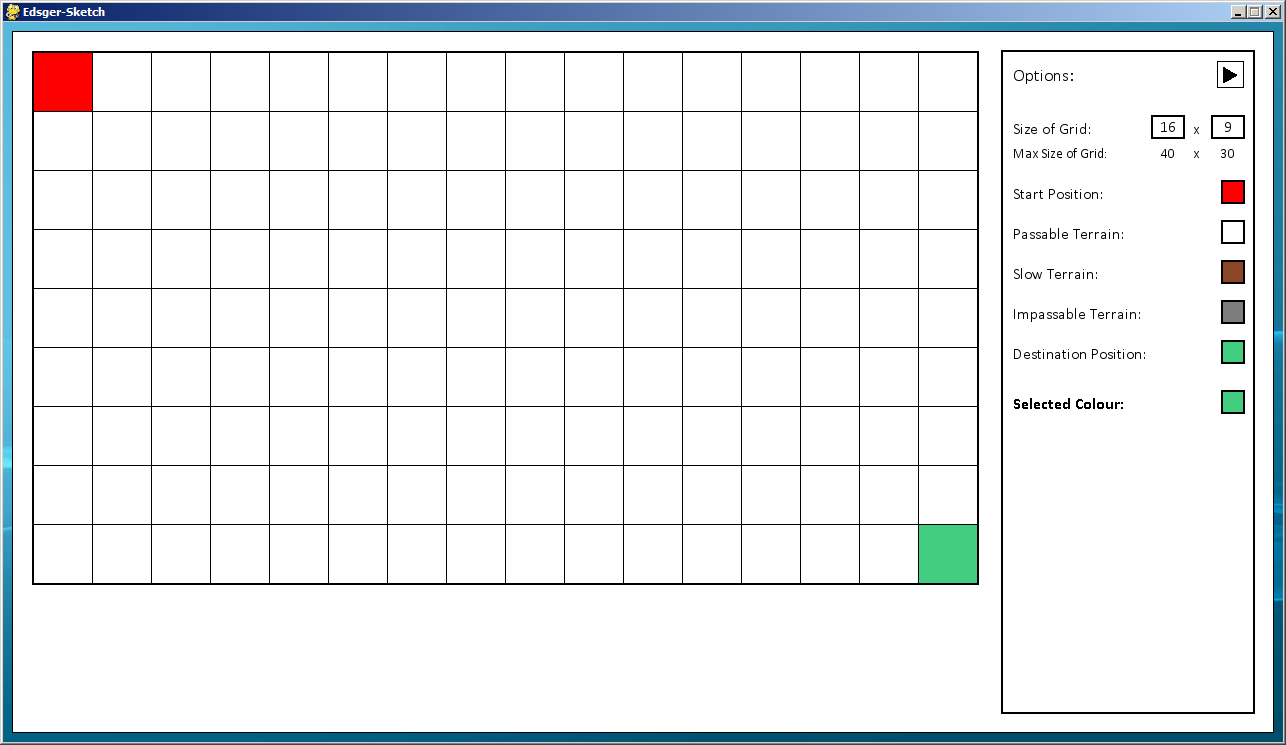 Edsger-Sketch
Options:
Size of Grid: 16 x 9
Max Size of Grid: 40 x 30
Start Position:
Passable Terrain:
Slow Terrain:
Impassable Terrain:
Destination Position:
Selected Colour: